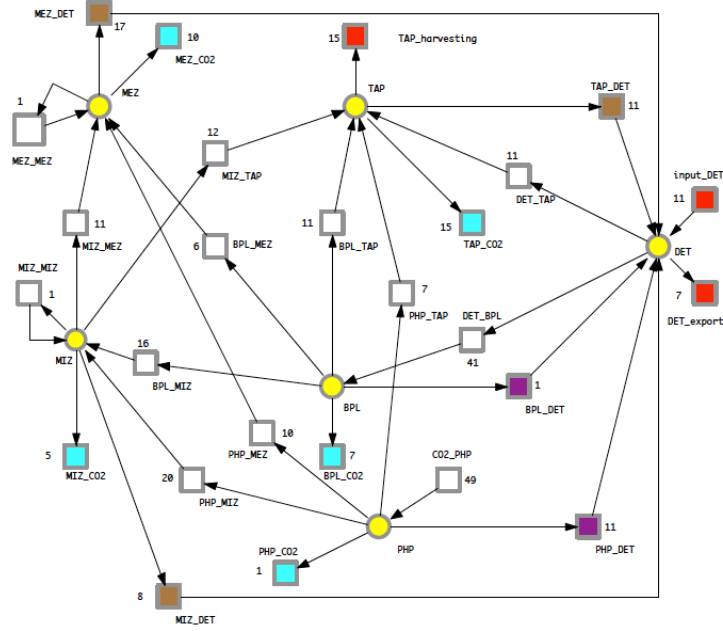 MEZ_DET
17
10
MEZ_CO2
15
TAP_harvesting
MEZ
TAP
TAP_DET
11
1
MEZ_MEZ
12
MIZ_TAP
11
DET_TAP
input_DET
11
11
MIZ_MEZ
6
BPL_MEZ
11
BPL_TAP
15
TAP_CO2
DET
MIZ_MIZ
1
7
PHP_TAP
7
DET_export
DET_BPL
41
MIZ
16
BPL_MIZ
BPL
1
BPL_DET
10
PHP_MEZ
5
MIZ_CO2
20
PHP_MIZ
7
BPL_CO2
CO2_PHP
49
PHP
11
PHP_DET
PHP_CO2
1
8
MIZ_DET